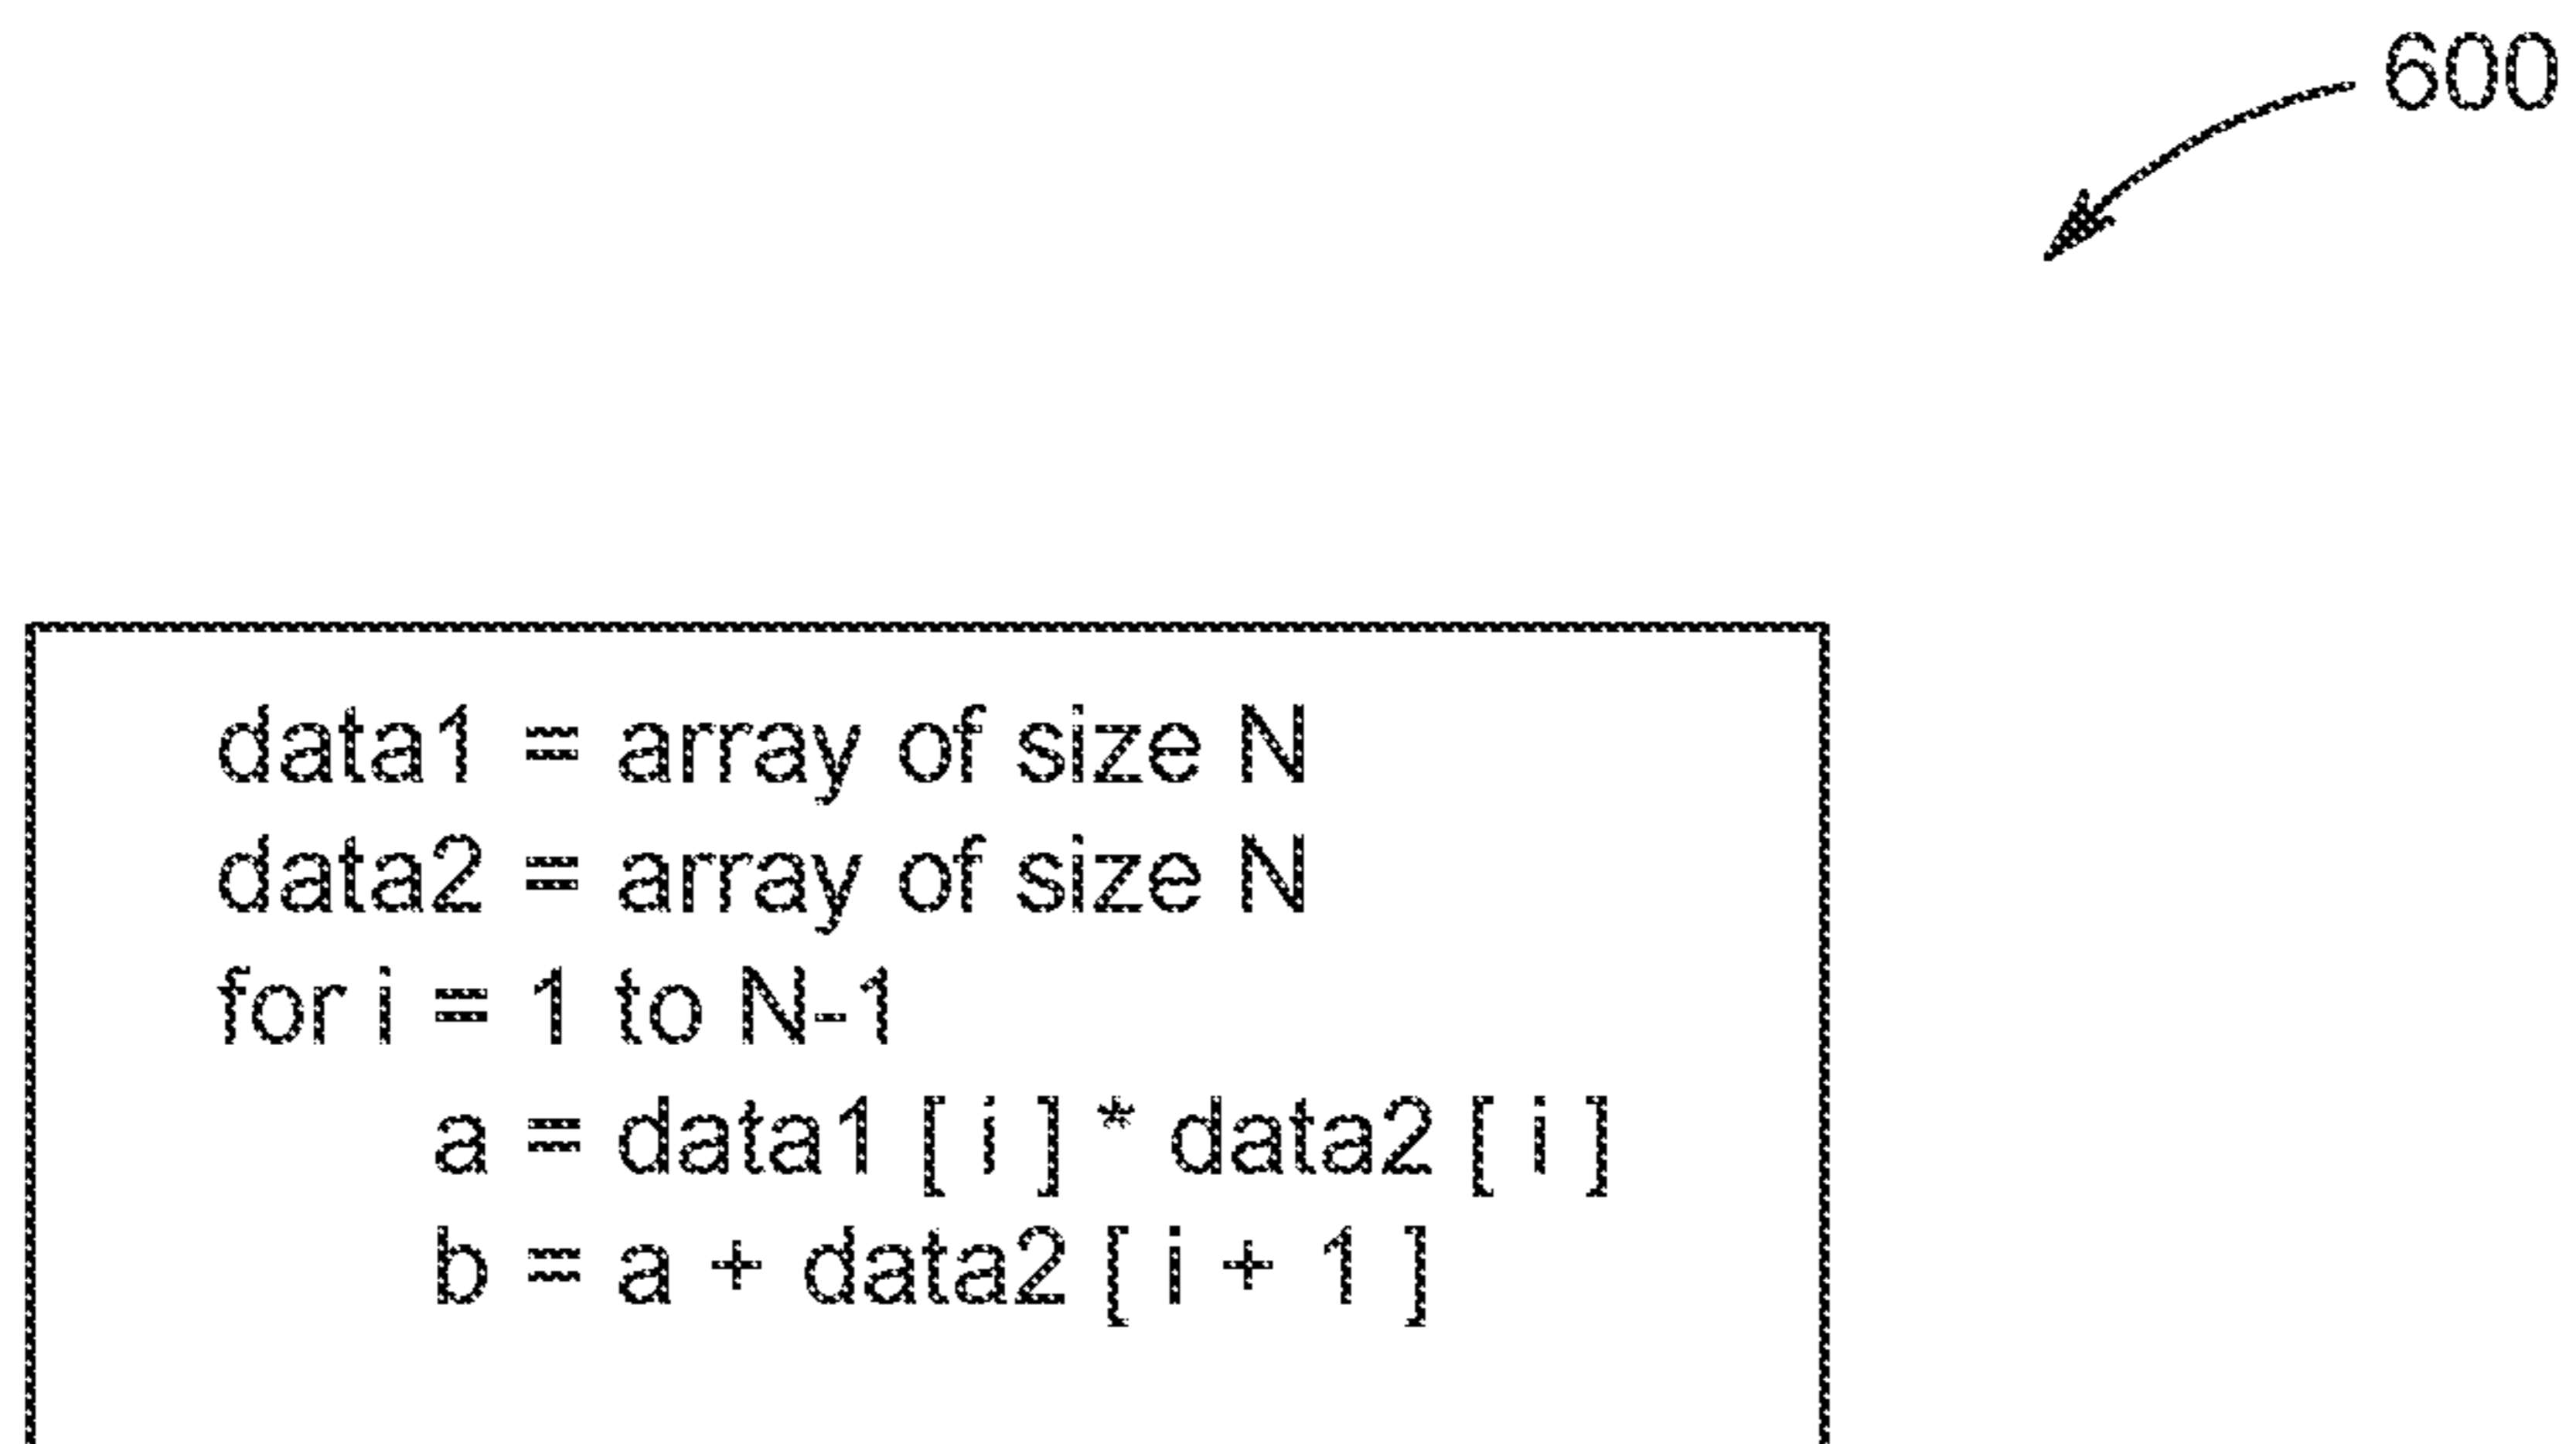 600
data1 = array of size N
data2 = array of size N
for i = 1 to N-1
a = data1 [ i ] * data2 [ i ]
b = a + data2 [ i + 1 ]